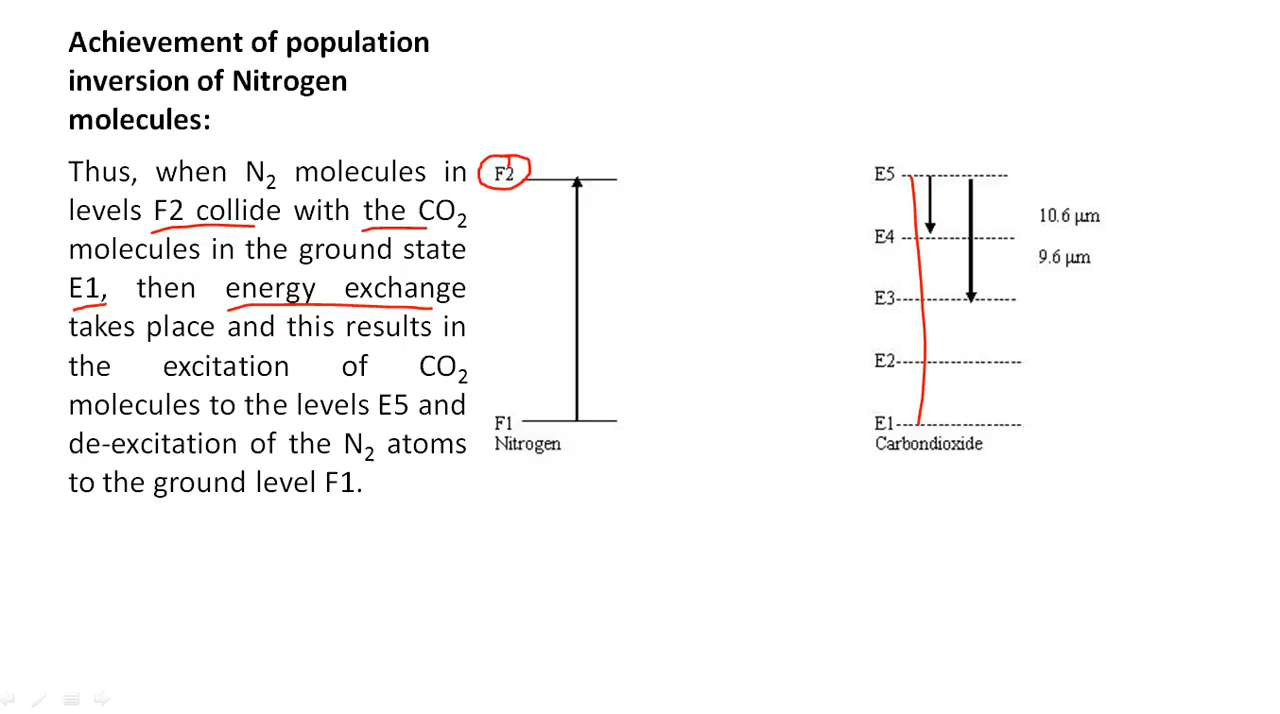 Achievement of population
inversion of Nitrogen
molecules:
Thus, when N₂ molecules in
levels F2 collide with the CO₂
molecules in the ground state
E1, then energy exchange
takes place and this results in
the excitation of CO₂
molecules to the levels E5 and
de-excitation of the N₂ atoms
to the ground level F1.
F2
F1
Nitrogen
E5
E4
E3
E2
E1
Carbondioxide
10.6 µm
9.6 µm